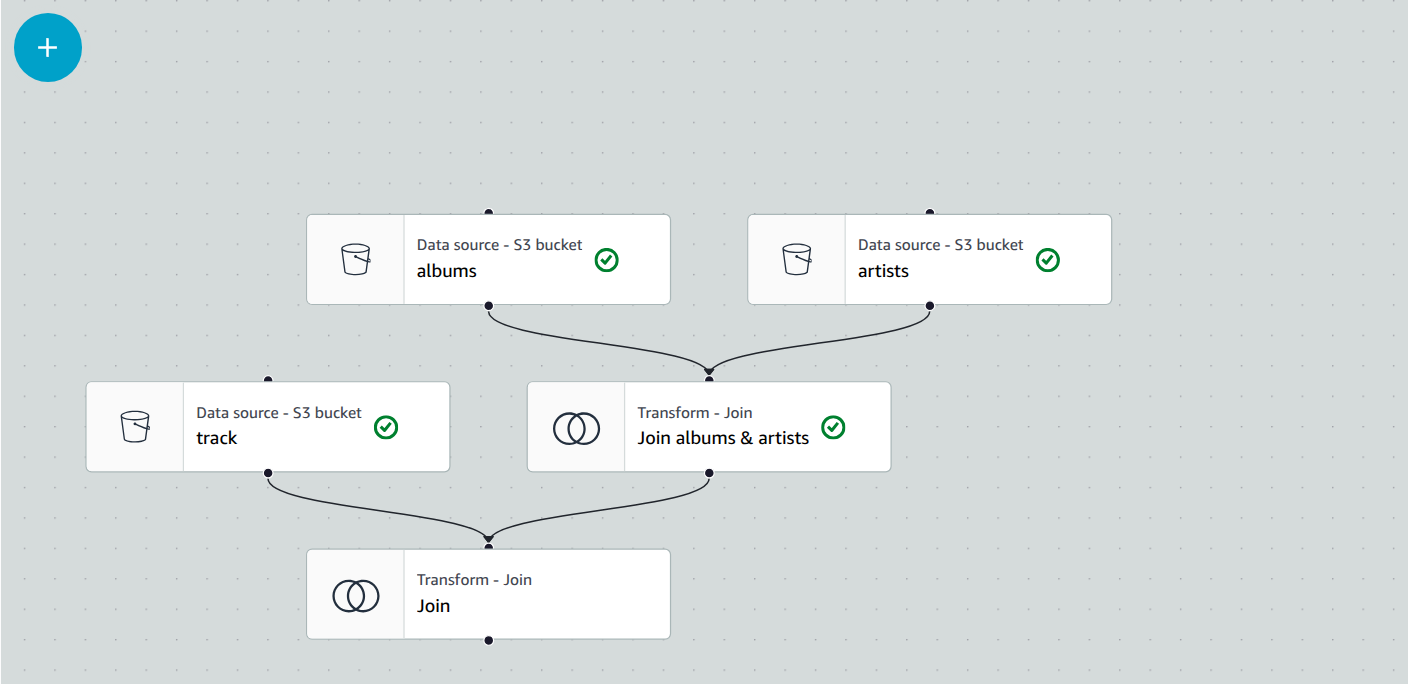 Data source - S3 bucket
albums
Data source - S3 bucket
artists
Data source - S3 bucket
track
Transform - Join
Join albums & artists
Transform - Join
Join